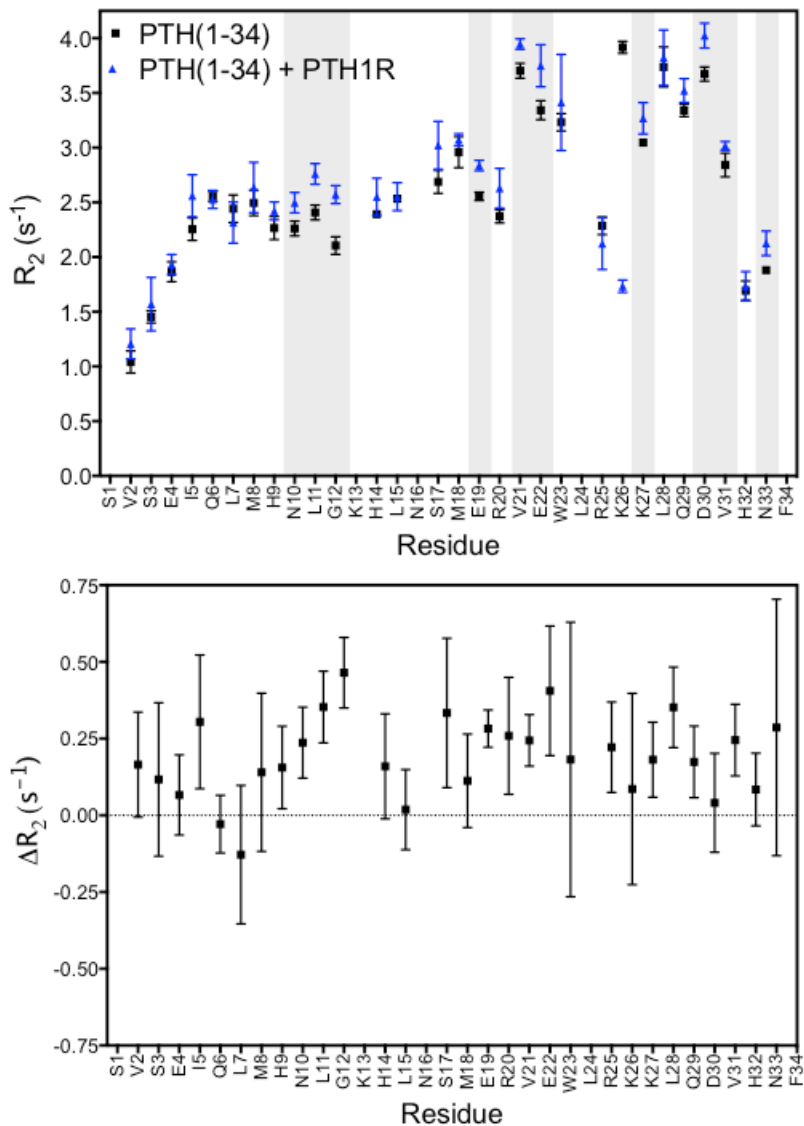 PTH(1-34)
PTH(1-34) + PTH1R
R2 (s-1)
4.0
3.5
3.0
2.5
2.0
1.5
1.0
0.5
0.0
S1 V2 S3 E4 I5 Q6 L7 M8 H9 N10 L11 G12 K13 H14 L15 N16 S17 M18 E19 R20 V21 E22 W23 L24 R25 K26 K27 L28 Q29 D30 V31 H32 N33 F34
Residue
ΔR2 (s−1)
0.75
0.50
0.25
0.00
-0.25
-0.50
-0.75
S1 V2 S3 E4 I5 Q6 L7 M8 H9 N10 L11 G12 K13 H14 L15 N16 S17 M18 E19 R20 V21 E22 W23 L24 R25 K26 K27 L28 Q29 D30 V31 H32 N33 F34
Residue